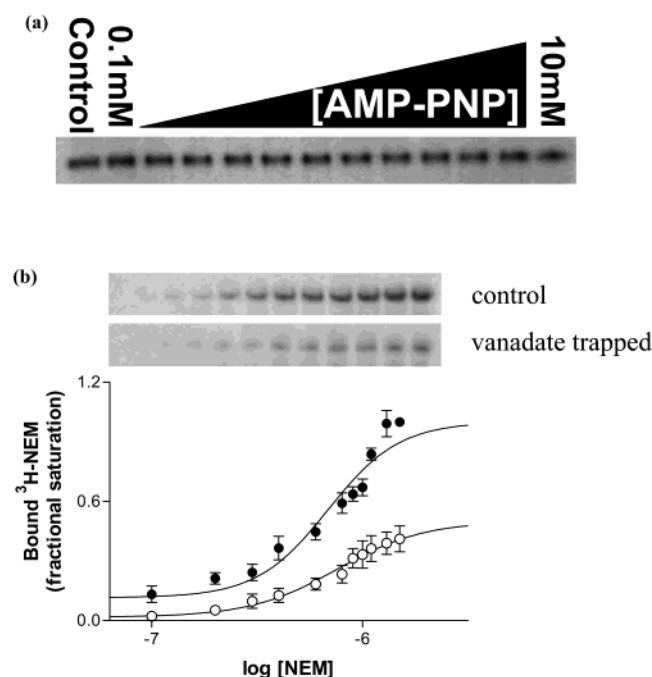 (a)
Control
0.1mM
[AMP-PNP]
10mM
(b)
control
vanadate trapped
Bound ³H-NEM
(fractional saturation)
1.2
0.6
0.0
-7
-6
log [NEM]